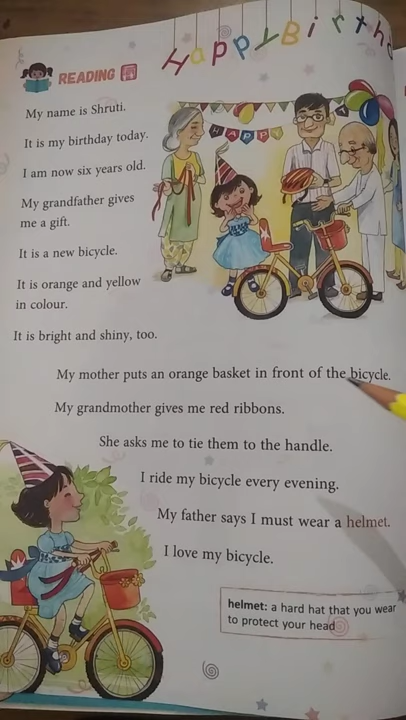 Happy Birthd
READING
HAPPY
My name is Shruti.
It is my birthday today.
I am now six years old.
My grandfather gives
me a gift.
It is a new bicycle.
It is orange and yellow
in colour.
It is bright and shiny, too.
My mother puts an orange basket in front of the bicycle.
My grandmother gives me red ribbons.
She asks me to tie them to the handle.
I ride my bicycle every evening.
My father says I must wear a helmet.
I love my bicycle.
helmet: a hard hat that you wear
to protect your head